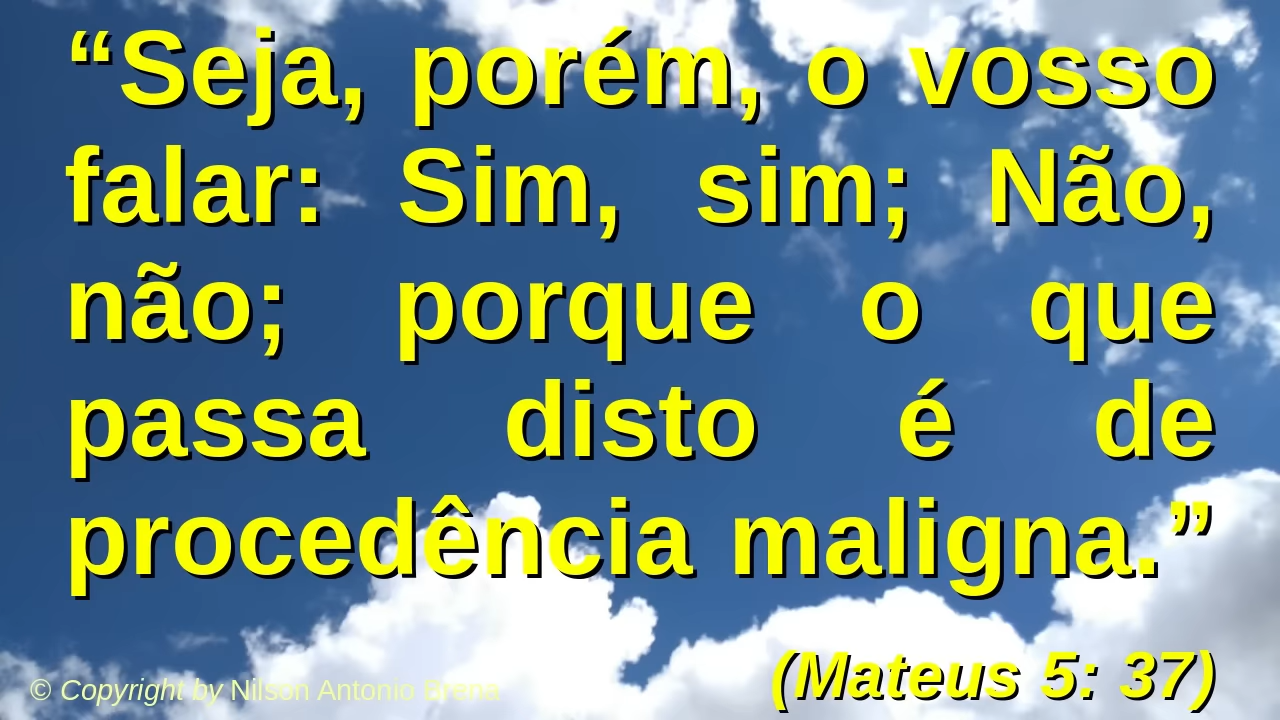 “Seja, porém, o vosso
falar: Sim, sim; Não,
não; porque o que
passa disto é de
procedência maligna.”
(Mateus 5: 37)
© Copyright by Nilson Antonio Brena